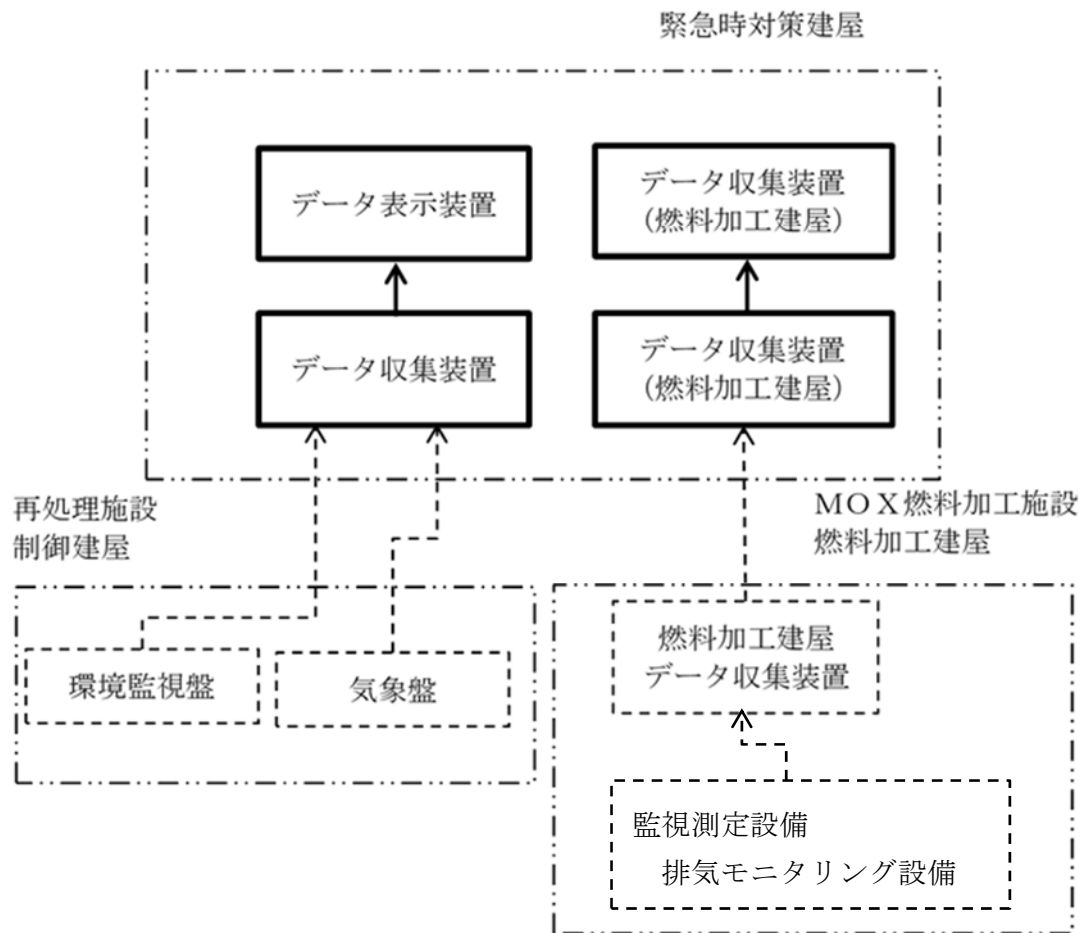 緊急時対策建屋
データ表示装置
データ収集装置
(燃料加工建屋)
データ収集装置
データ収集装置
(燃料加工建屋)
再処理施設
制御建屋
MOX燃料加工施設
燃料加工建屋
環境監視盤
気象盤
燃料加工建屋
データ収集装置
監視測定設備
排気モニタリング設備